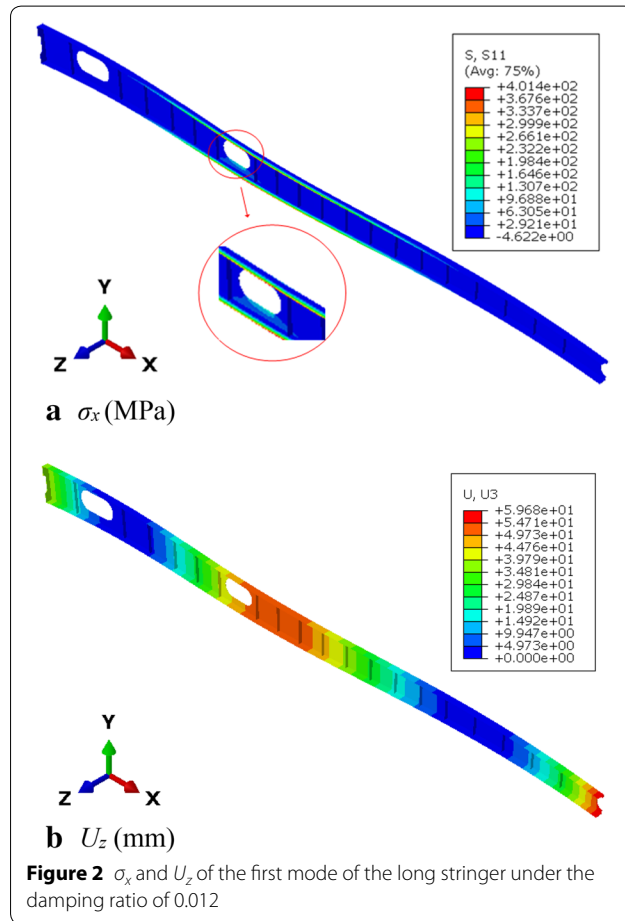 S, S11
(Avg: 75%)
+4.014e+02
+3.676e+02
+3.337e+02
+2.999e+02
+2.661e+02
+2.322e+02
+1.984e+02
+1.646e+02
+1.307e+02
+9.688e+01
+6.305e+01
+2.921e+01
-4.622e+00
Y
Z X
a σₓ (MPa)
U, U3
+5.968e+01
+5.471e+01
+4.973e+01
+4.476e+01
+3.979e+01
+3.481e+01
+2.984e+01
+2.487e+01
+1.989e+01
+1.492e+01
+9.947e+00
+4.973e+00
+0.000e+00
Y
Z X
b U_z (mm)
Figure 2 σₓ and U_z of the first mode of the long stringer under the
damping ratio of 0.012